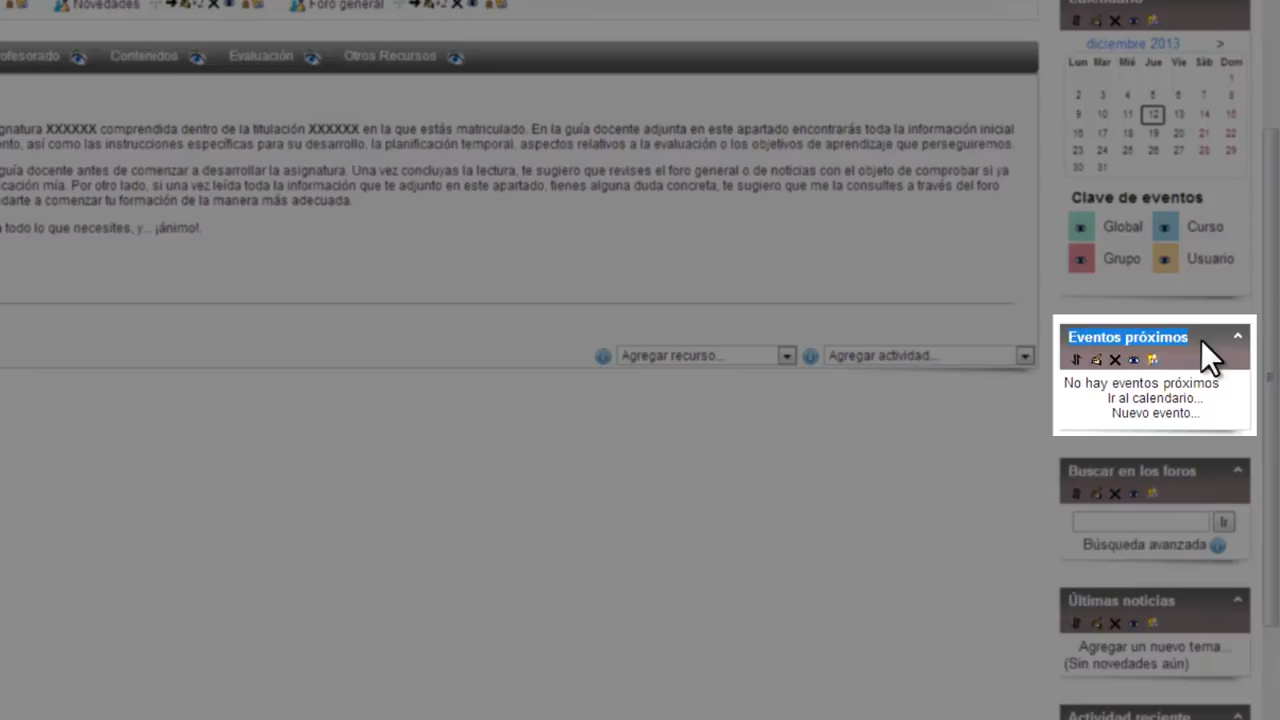 Novedades
Foro general
ofesorado
Contenidos
Evaluación
Otros Recursos
gnatura XXXXXX comprendida dentro de la titulación XXXXXX en la que estás matriculado. En la guía docente adjunta en este apartado encontrarás toda la información inicial
ento, así como las instrucciones específicas para su desarrollo, la planificación temporal, aspectos relativos a la evaluación o los objetivos de aprendizaje que perseguiremos.
guía docente antes de comenzar a desarrollar la asignatura. Una vez concluyas la lectura, te sugiero que revises el foro general o de noticias con el objeto de comprobar si ya
icación mía. Por otro lado, si una vez leída toda la información que te adjunto en este apartado, tienes alguna duda concreta, te sugiero que me la consultes a través del foro
darte a comenzar tu formación de la manera más adecuada.
a todo lo que necesites, y... ¡ánimo!.
Agregar recurso...
Agregar actividad...
Calendario
diciembre 2013 >
Lun Mar Mié Jue Vie Sáb Dom
1
2 3 4 5 6 7 8
9 10 11 12 13 14 15
16 17 18 19 20 21 22
23 24 25 26 27 28 29
30 31
Clave de eventos
Global Curso
Grupo Usuario
Eventos próximos
No hay eventos próximos
Ir al calendario...
Nuevo evento...
Buscar en los foros
Ir
Búsqueda avanzada
Últimas noticias
Agregar un nuevo tema...
(Sin novedades aún)
Actividad reciente